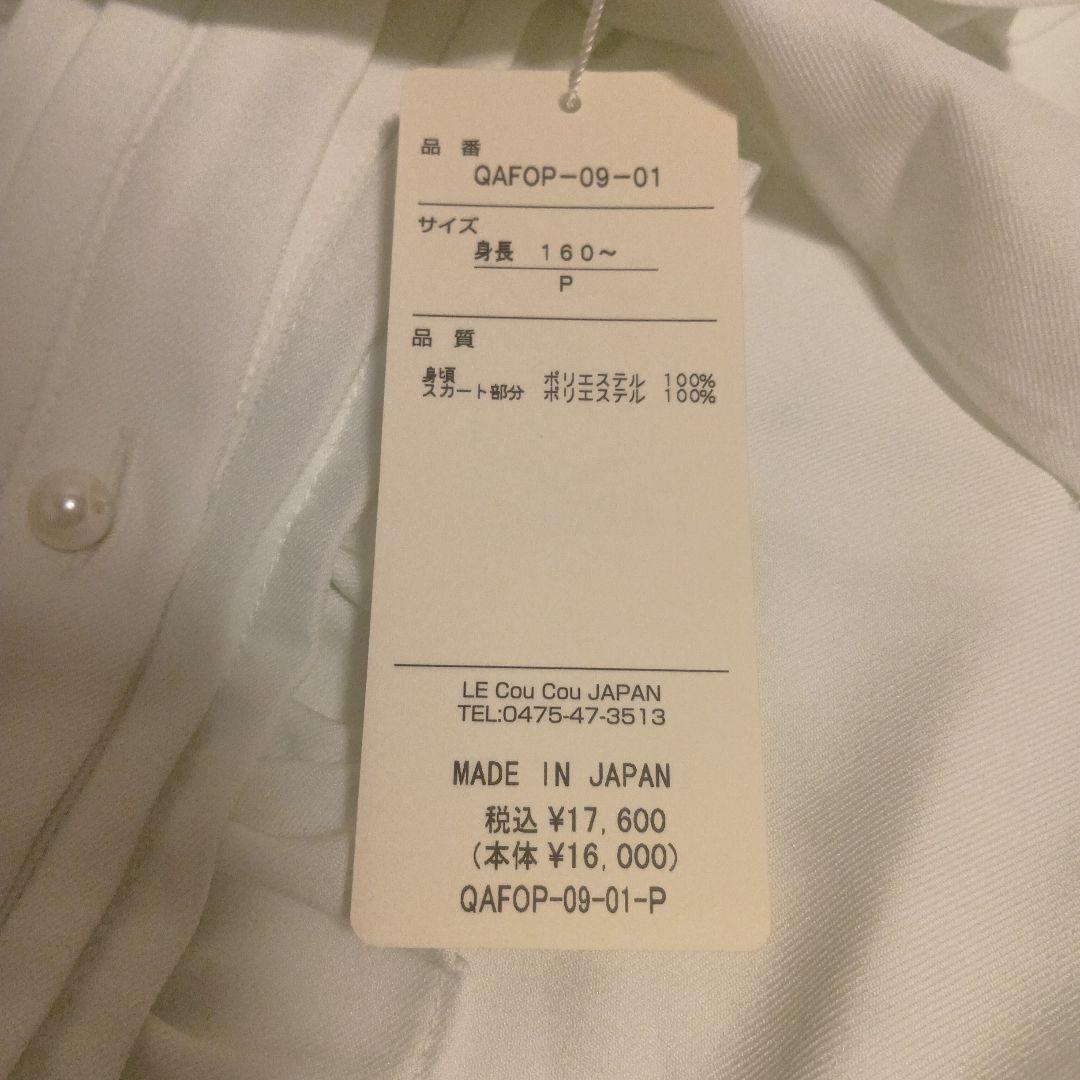 品 番
QAFOP-09-01
サイズ
身長 160~
P
品 質
身頃 ポリエステル 100%
スカート部分 ポリエステル 100%
LE Cou Cou JAPAN
TEL:0475-47-3513
MADE IN JAPAN
税込 ¥17,600
(本体 ¥16,000)
QAFOP-09-01-P